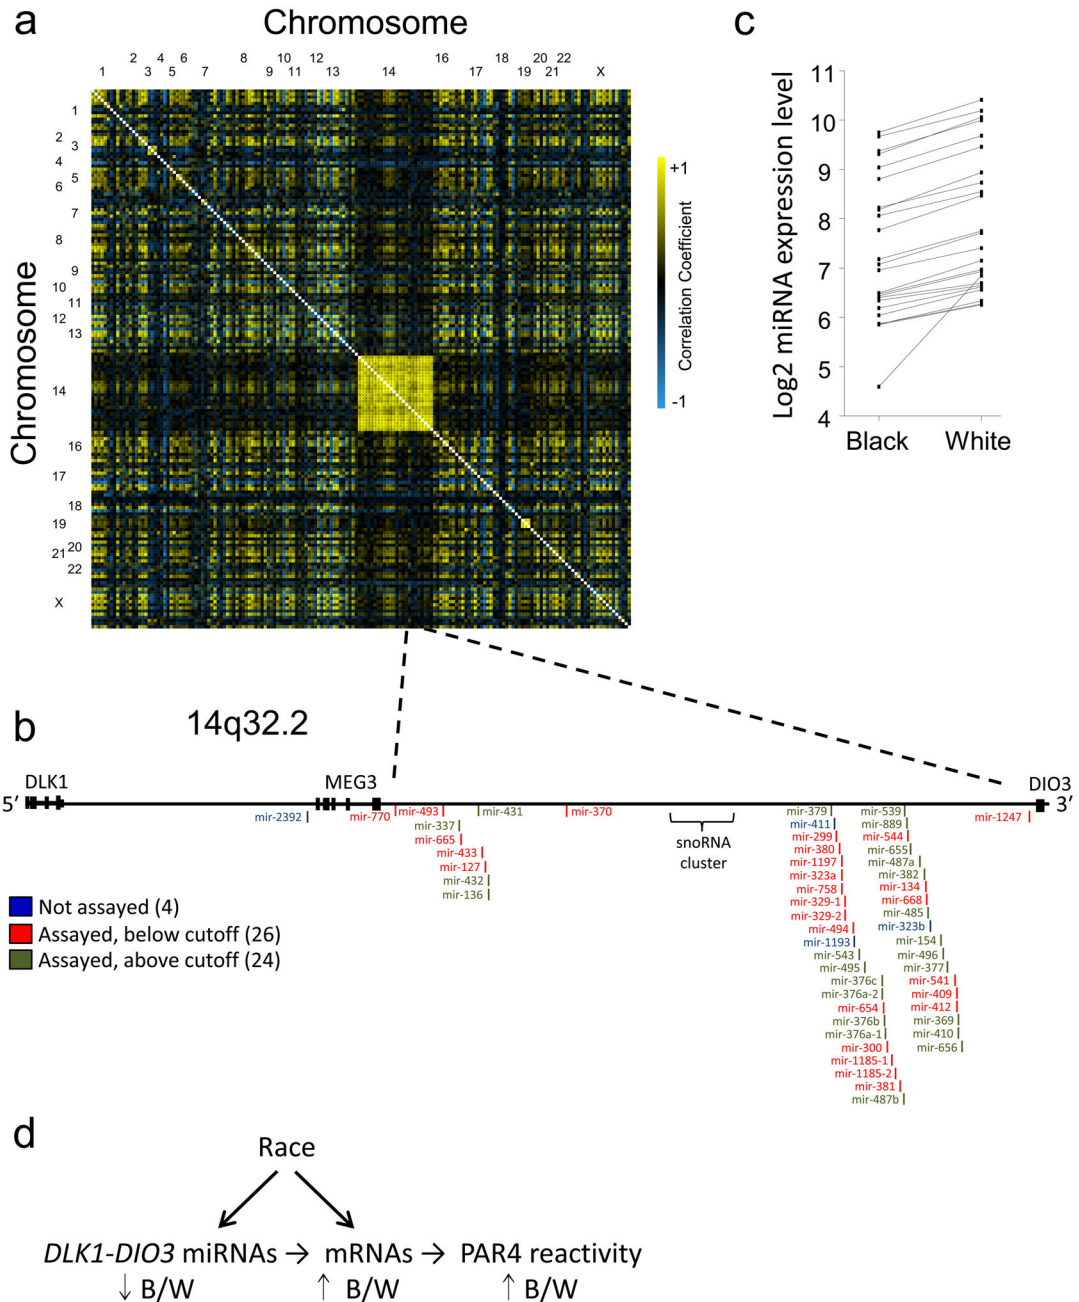 a
Chromosome
2 4 6 8 10 12 16 18 20 22
1 3 5 7 9 11 13 14 17 19 21 X
Chromosome
1
2
3
4
5
6
7
8
9
10
11
12
13
14
16
17
18
19
20
21
22
X
+1
Correlation Coefficient
-1
c
Log2 miRNA expression level
11
10
9
8
7
6
5
4
Black White
b
14q32.2
5′ DLK1 MEG3 DIO3 3′
mir-2392
mir-770
mir-493
mir-337
mir-665
mir-433
mir-127
mir-432
mir-136
mir-431
mir-370
snoRNA
cluster
mir-379
mir-411
mir-299
mir-380
mir-1197
mir-323a
mir-758
mir-329-1
mir-329-2
mir-494
mir-1193
mir-543
mir-495
mir-376c
mir-376a-2
mir-654
mir-376b
mir-376a-1
mir-300
mir-1185-1
mir-1185-2
mir-381
mir-487b
mir-539
mir-889
mir-544
mir-655
mir-487a
mir-382
mir-134
mir-668
mir-485
mir-323b
mir-154
mir-496
mir-377
mir-541
mir-409
mir-412
mir-369
mir-410
mir-656
mir-1247
Not assayed (4)
Assayed, below cutoff (26)
Assayed, above cutoff (24)
d
Race
DLK1-DIO3 miRNAs → mRNAs → PAR4 reactivity
↓ B/W ↑ B/W ↑ B/W